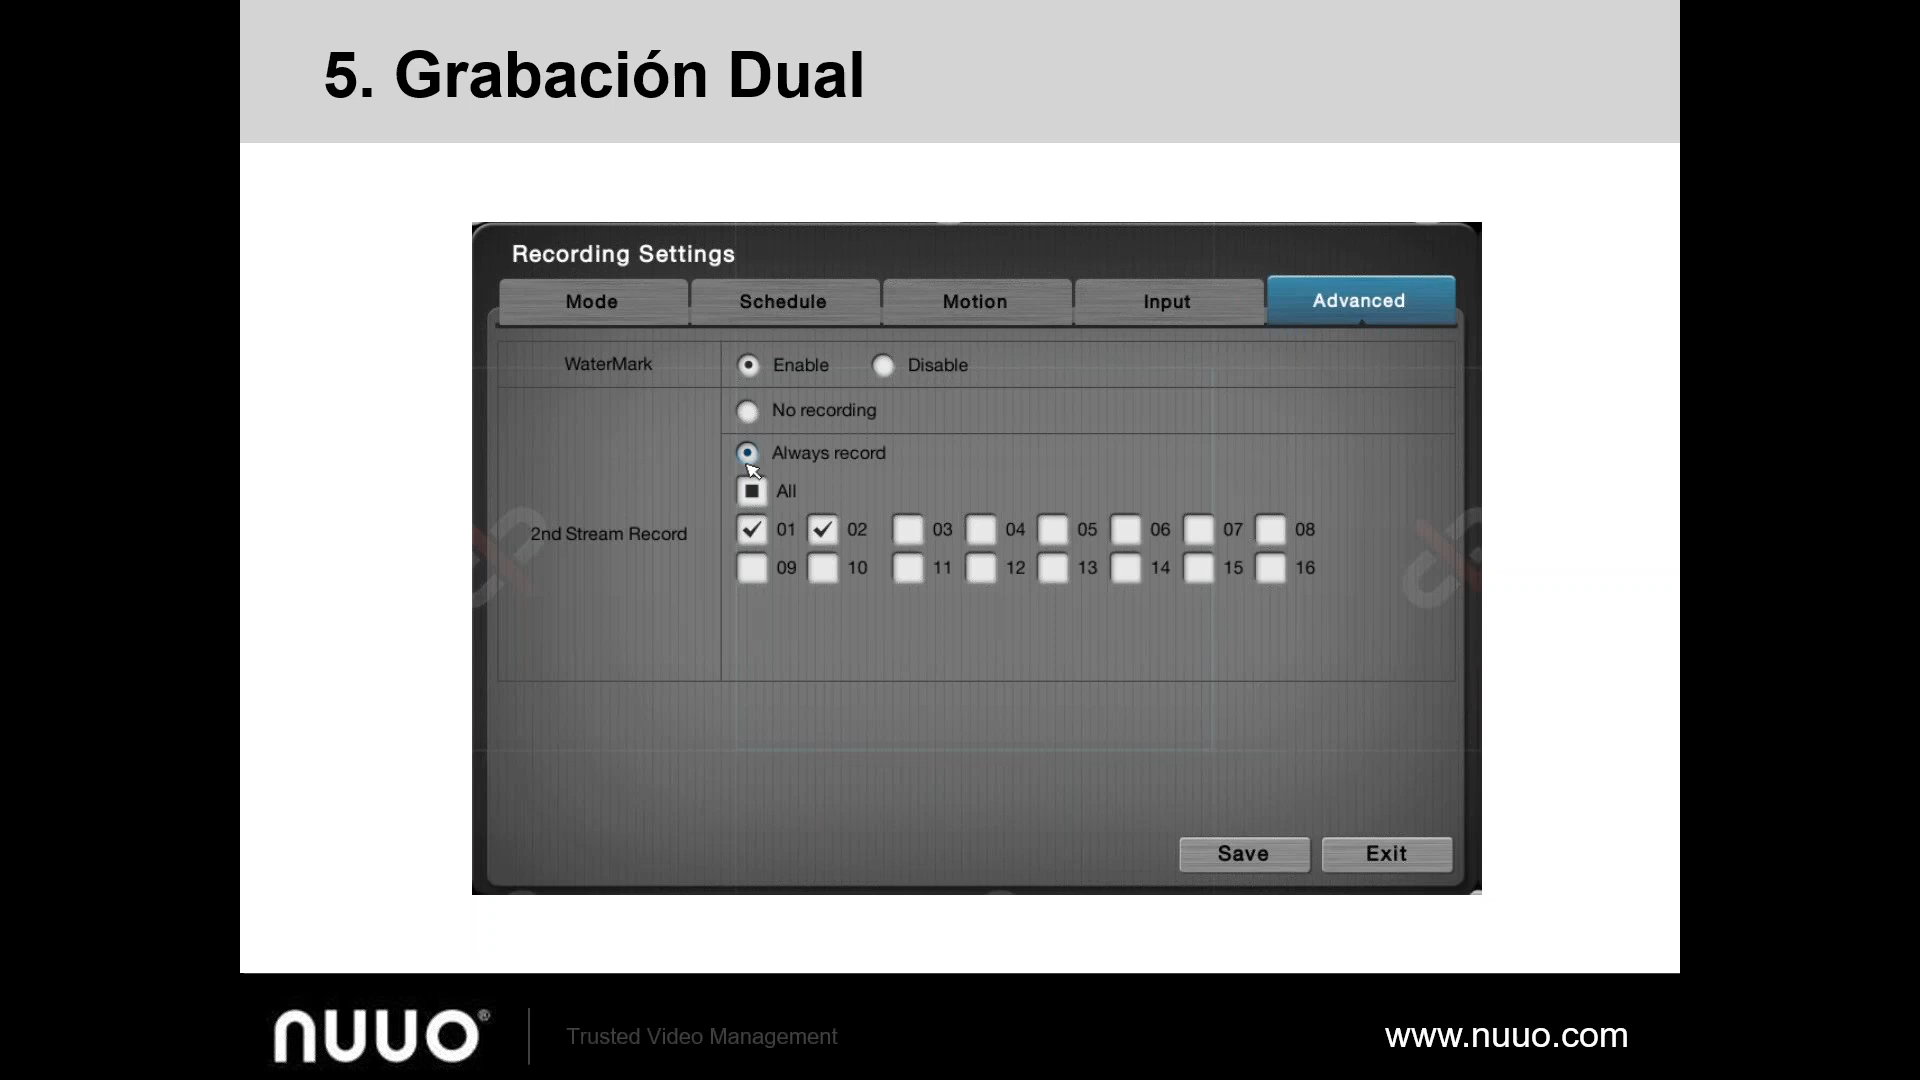 5. Grabación Dual
Recording Settings
Mode Schedule Motion Input Advanced
WaterMark Enable Disable
No recording
Always record
All
2nd Stream Record
01 02 03 04 05 06 07 08
09 10 11 12 13 14 15 16
Save Exit
nuuo® Trusted Video Management www.nuuo.com